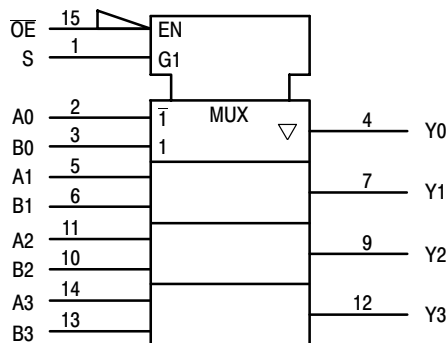 OE 15 EN
S 1 G1
A0 2 1̅ MUX
B0 3 1
4 Y0
A1 5
B1 6
7 Y1
A2 11
B2 10
9 Y2
A3 14
B3 13
12 Y3